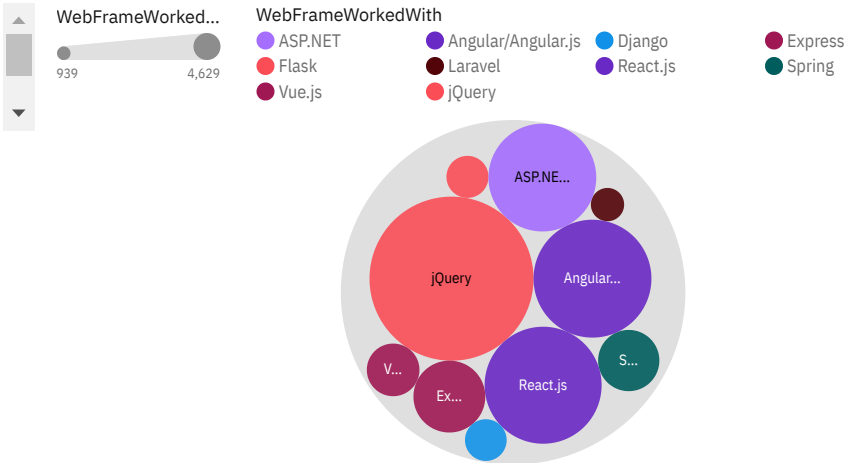 WebFrameWorked...
939 4,629
WebFrameWorkedWith
ASP.NET Angular/Angular.js Django Express
Flask Laravel React.js Spring
Vue.js jQuery
ASP.NE...
jQuery Angular...
V... Ex... React.js S...